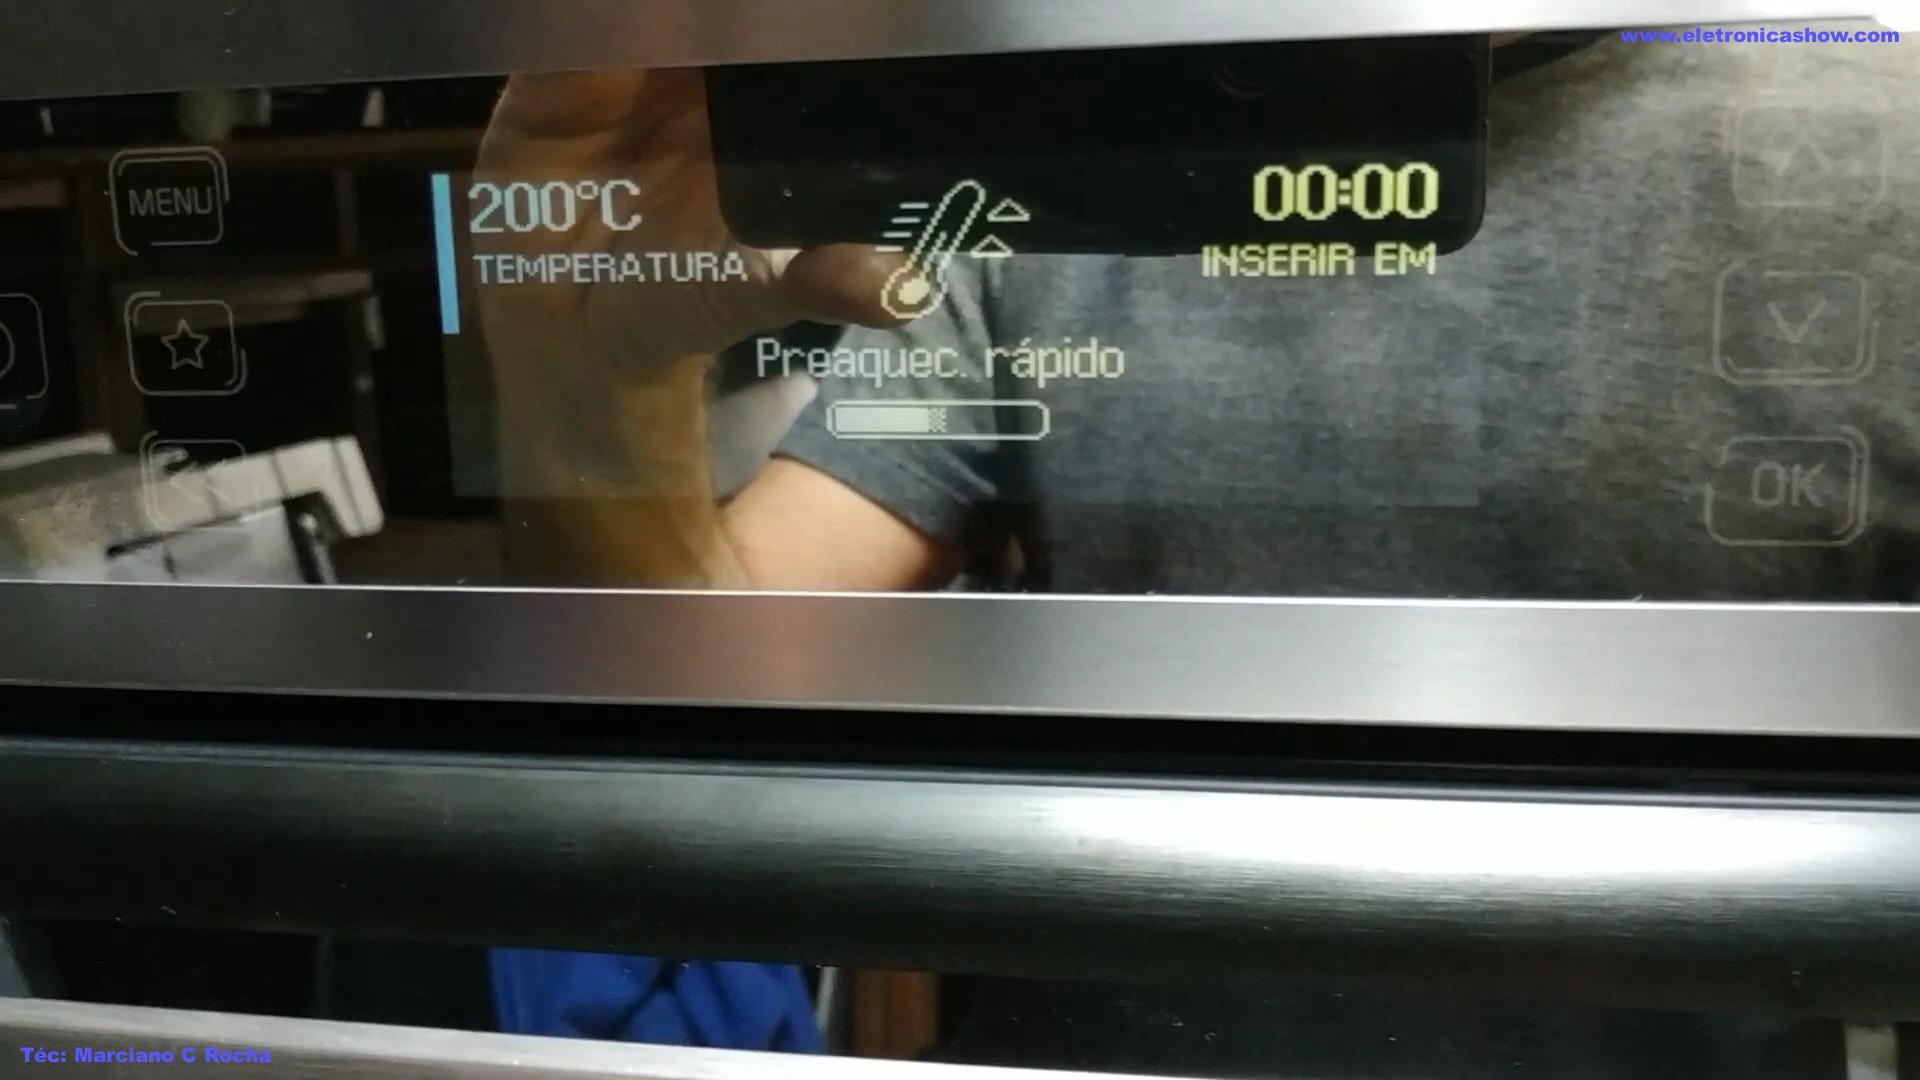 www.eletronicashow.com
MENU
200°C
TEMPERATURA
00:00
INSERIR EM
Preaquec. rápido
OK
Téc: Marciano C Rocha